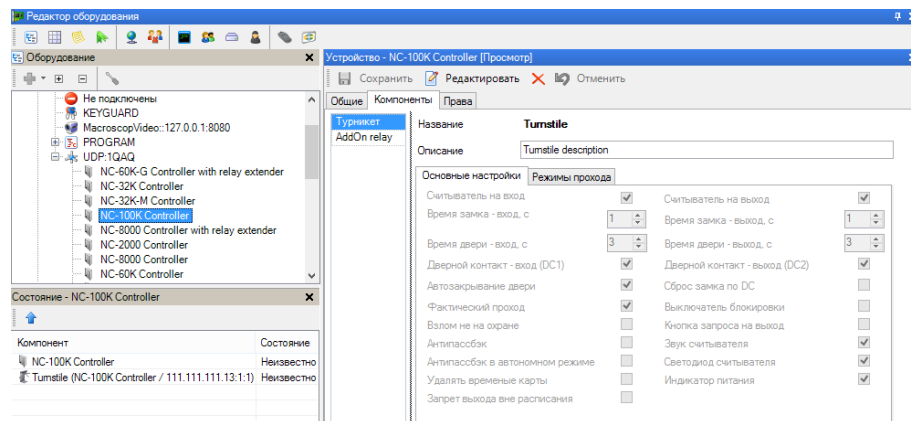 Редактор оборудования
Оборудование
Не подключены
KEYGUARD
MacroscopVideo::127.0.0.1:8080
PROGRAM
UDP:1QAQ
NC-60K-G Controller with relay extender
NC-32K Controller
NC-32K-M Controller
NC-100K Controller
NC-8000 Controller with relay extender
NC-2000 Controller
NC-8000 Controller
NC-60K Controller
Состояние - NC-100K Controller
Компонент Состояние
NC-100K Controller Неизвестно
Turnstile (NC-100K Controller / 111.111.111.13:1:1) Неизвестно
Устройство - NC-100K Controller [Просмотр]
Сохранить Редактировать Отменить
Общие Компоненты Права
Турникет
AddOn relay
Название Turnstile
Описание Turnstile description
Основные настройки Режимы прохода
Считыватель на вход Считыватель на выход
Время замка - вход, с 1 Время замка - выход, с 1
Время двери - вход, с 3 Время двери - выход, с 3
Дверной контакт - вход (DC1) Дверной контакт - выход (DC2)
Автозакрывание двери Сброс замка по DC
Фактический проход Выключатель блокировки
Взлом не на охране Кнопка запроса на выход
Антипассбэк Звук считывателя
Антипассбэк в автономном режиме Светодиод считывателя
Удалять временые карты Индикатор питания
Запрет выхода вне расписания